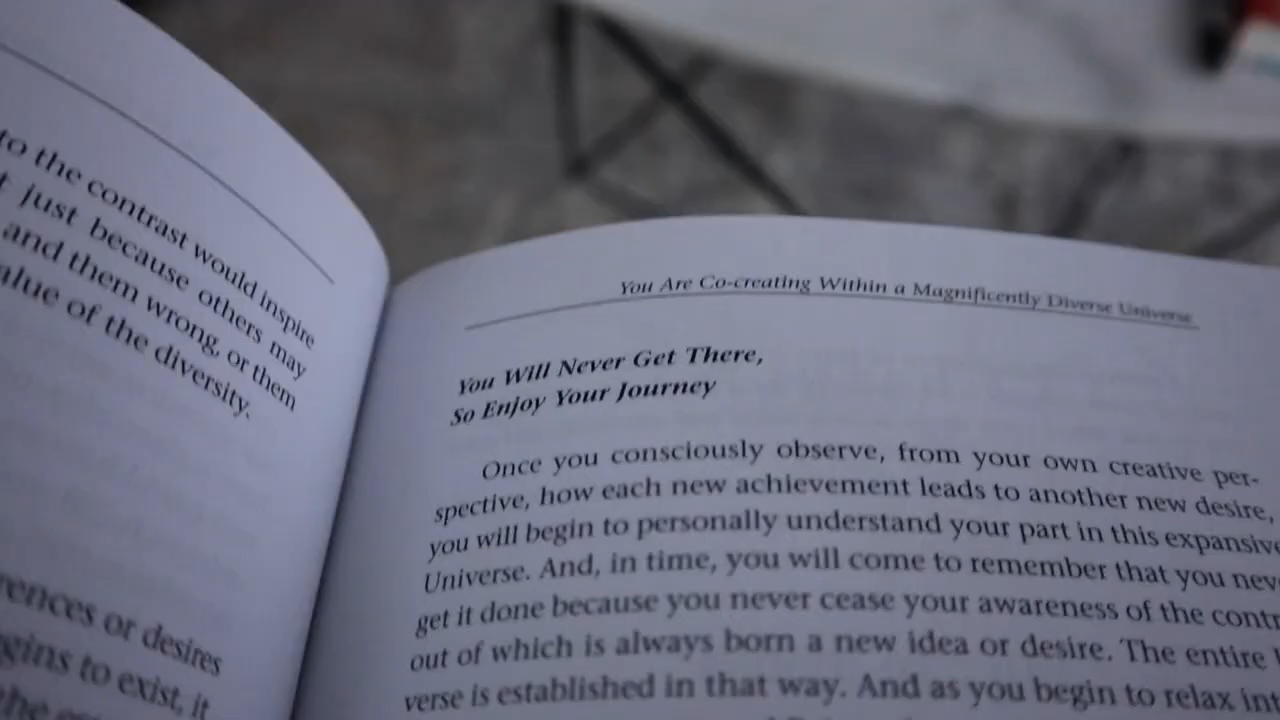 to the contrast would inspire
just because others may
and them wrong, or them
of the diversity.
or desires
to exist, it
You Are Co-creating Within a Magnificently Diverse Universe
You Will Never Get There,
So Enjoy Your Journey
Once you consciously observe, from your own creative per-
spective, how each new achievement leads to another new desire,
you will begin to personally understand your part in this expansive
Universe. And, in time, you will come to remember that you
get it done because you never cease your awareness of the
out of which is always born a new idea or desire. The entire
verse is established in that way. And as you begin to relax